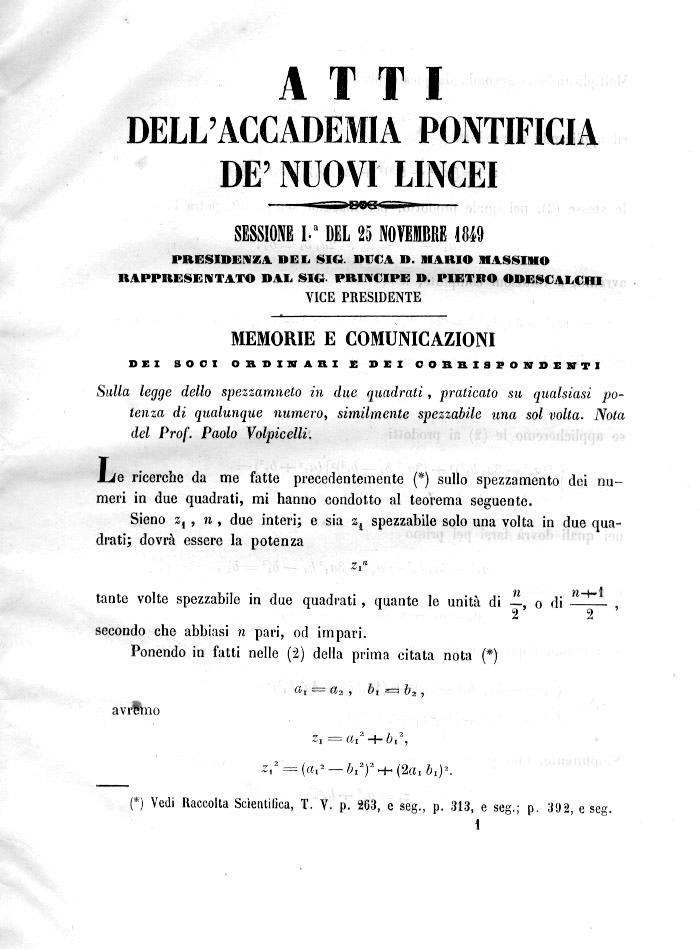 ATTI
DELL'ACCADEMIA PONTIFICIA
DE' NUOVI LINCEI
SESSIONE I.ª DEL 25 NOVEMBRE 1849
PRESIDENZA DEL SIG. DUCA D. MARIO MASSIMO
RAPPRESENTATO DAL SIG. PRINCIPE D. PIETRO ODESCALCHI
VICE PRESIDENTE
MEMORIE E COMUNICAZIONI
DEI SOCI ORDINARI E DEI CORRISPONDENTI
Sulla legge dello spezzamneto in due quadrati, praticato su qualsiasi po-
tenza di qualunque numero, similmente spezzabile una sol volta. Nota
del Prof. Paolo Volpicelli.
Le ricerche da me fatte precedentemente (*) sullo spezzamento dei nu-
meri in due quadrati, mi hanno condotto al teorema seguente.
Sieno z₁, n, due interi; e sia z₁ spezzabile solo una volta in due qua-
drati; dovrà essere la potenza
z₁ⁿ
tante volte spezzabile in due quadrati, quante le unità di n/2, o di (n+1)/2,
secondo che abbiasi n pari, od impari.
Ponendo in fatti nelle (2) della prima citata nota (*)
a₁ = a₂, b₁ = b₂,
avremo
z₁ = a₁² + b₁²,
z₁² = (a₁² — b₁²)² + (2a₁ b₁)².
(*) Vedi Raccolta Scientifica, T. V. p. 263, e seg., p. 313, e seg.; p. 392, e seg.
1